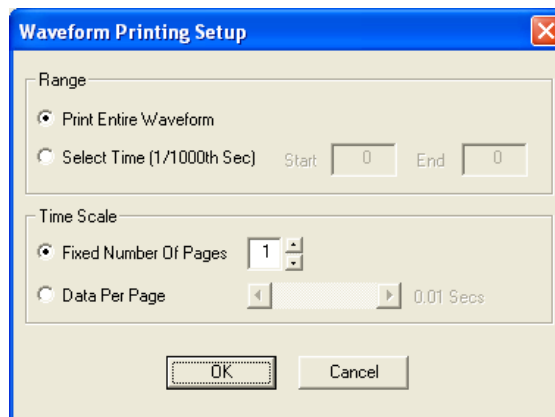 Waveform Printing Setup
Range
Print Entire Waveform
Select Time (1/1000th Sec) Start 0 End 0
Time Scale
Fixed Number Of Pages 1
Data Per Page 0.01 Secs
OK Cancel